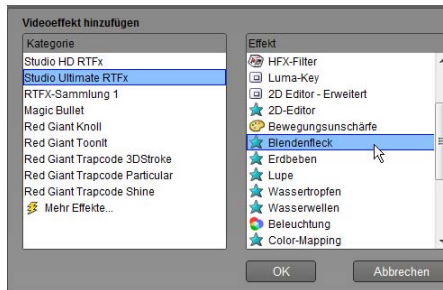 Videoeffekt hinzufügen
Kategorie
Studio HD RTFx
Studio Ultimate RTFx
RTFX-Sammlung 1
Magic Bullet
Red Giant Knoll
Red Giant ToonIt
Red Giant Trapcode 3DStroke
Red Giant Trapcode Particular
Red Giant Trapcode Shine
Mehr Effekte...
Effekt
HFX-Filter
Luma-Key
2D Editor - Erweitert
2D-Editor
Bewegungsunschärfe
Blendenfleck
Erdbeben
Lupe
Wassertropfen
Wasserwellen
Beleuchtung
Color-Mapping
OK
Abbrechen